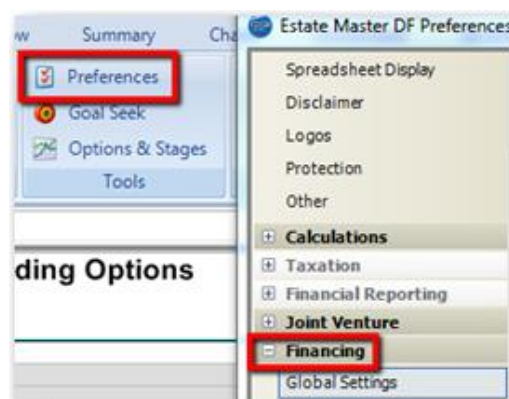 Summary
Preferences
Goal Seek
Options & Stages
Tools
ding Options
Estate Master DF Preferences
Spreadsheet Display
Disclaimer
Logos
Protection
Other
Calculations
Taxation
Financial Reporting
Joint Venture
Financing
Global Settings